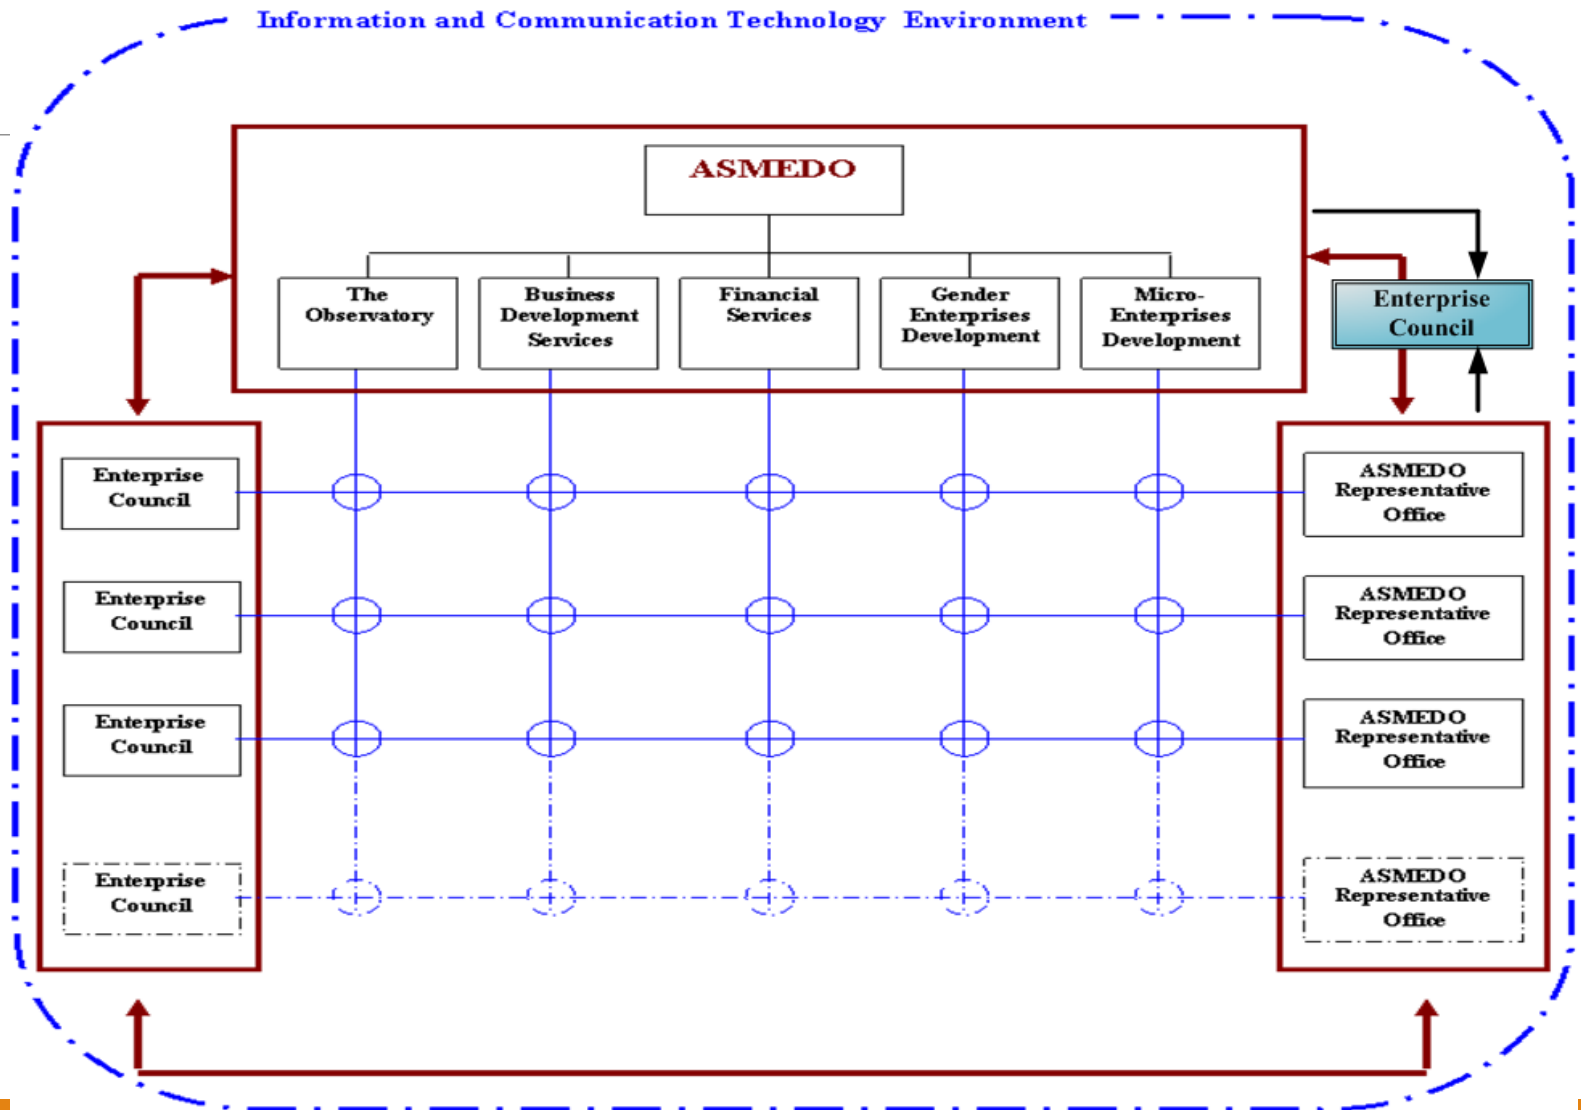 Information and Communication Technology Environment
ASMEDO
The
Observatory
Business
Development
Services
Financial
Services
Gender
Enterprises
Development
Micro-
Enterprises
Development
Enterprise
Council
Enterprise
Council
ASMEDO
Representative
Office
Enterprise
Council
ASMEDO
Representative
Office
Enterprise
Council
ASMEDO
Representative
Office
Enterprise
Council
ASMEDO
Representative
Office